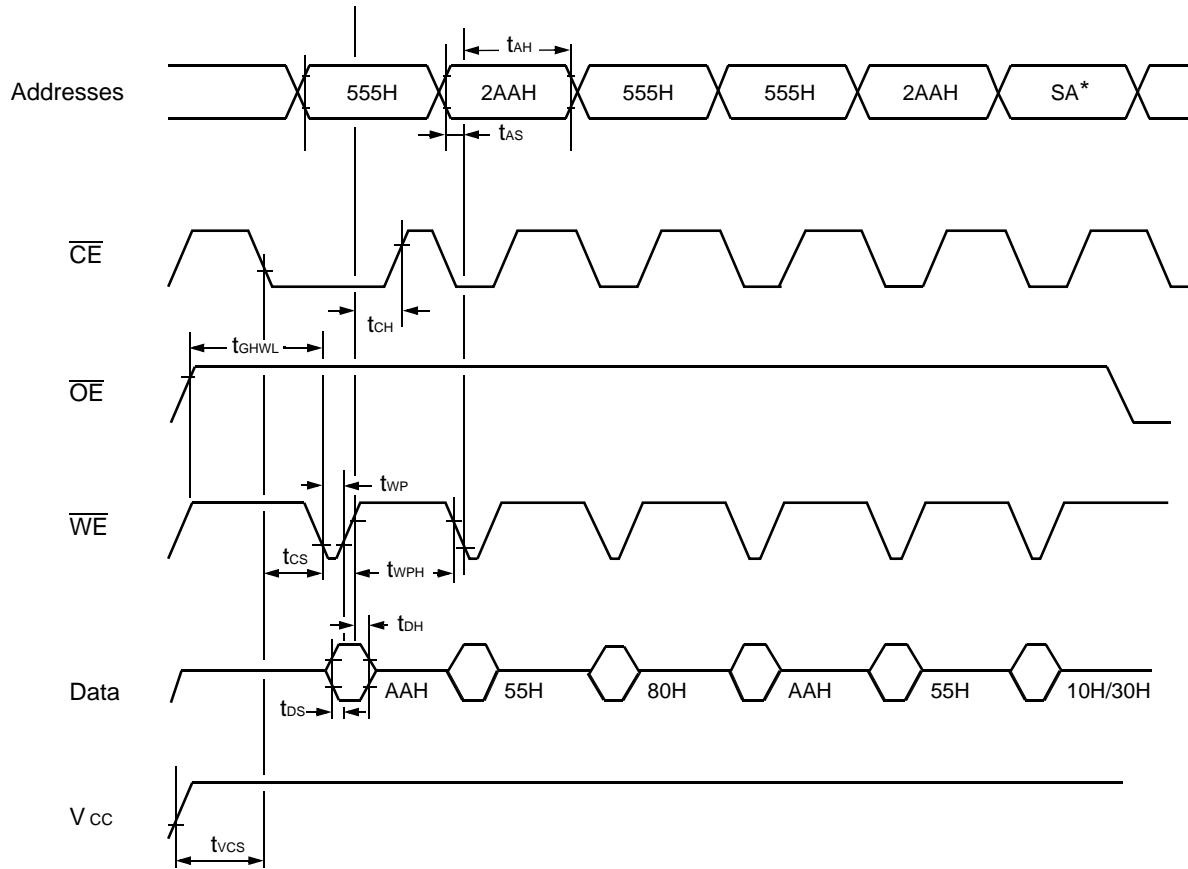 tAH
Addresses 555H 2AAH 555H 555H 2AAH SA*
tAS
CE
tCH
tGHWL
OE
tWP
WE
tCS
tWPH
tDH
Data AAH 55H 80H AAH 55H 10H/30H
tDS
VCC
tVCS